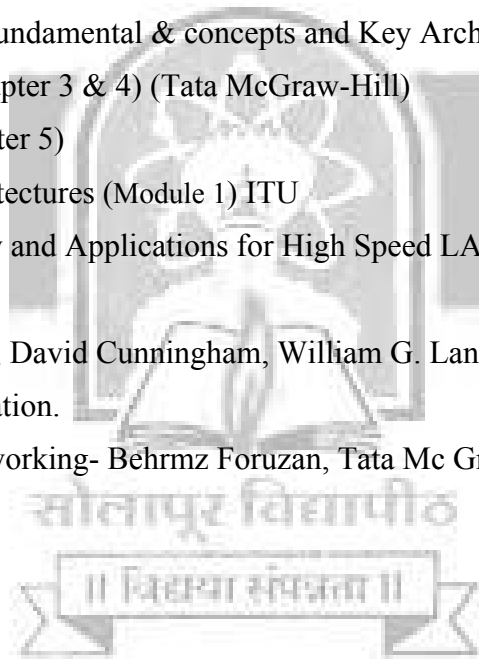 undamental & concepts and Key Arch
pter 3 & 4) (Tata McGraw-Hill)
ter 5)
tectures (Module 1) ITU
and Applications for High Speed LA
David Cunningham, William G. Lan
ation.
working- Behrmz Foruzan, Tata Mc Gr
सोलापूर विद्यापीठ
॥ विद्यया संपन्नता ॥